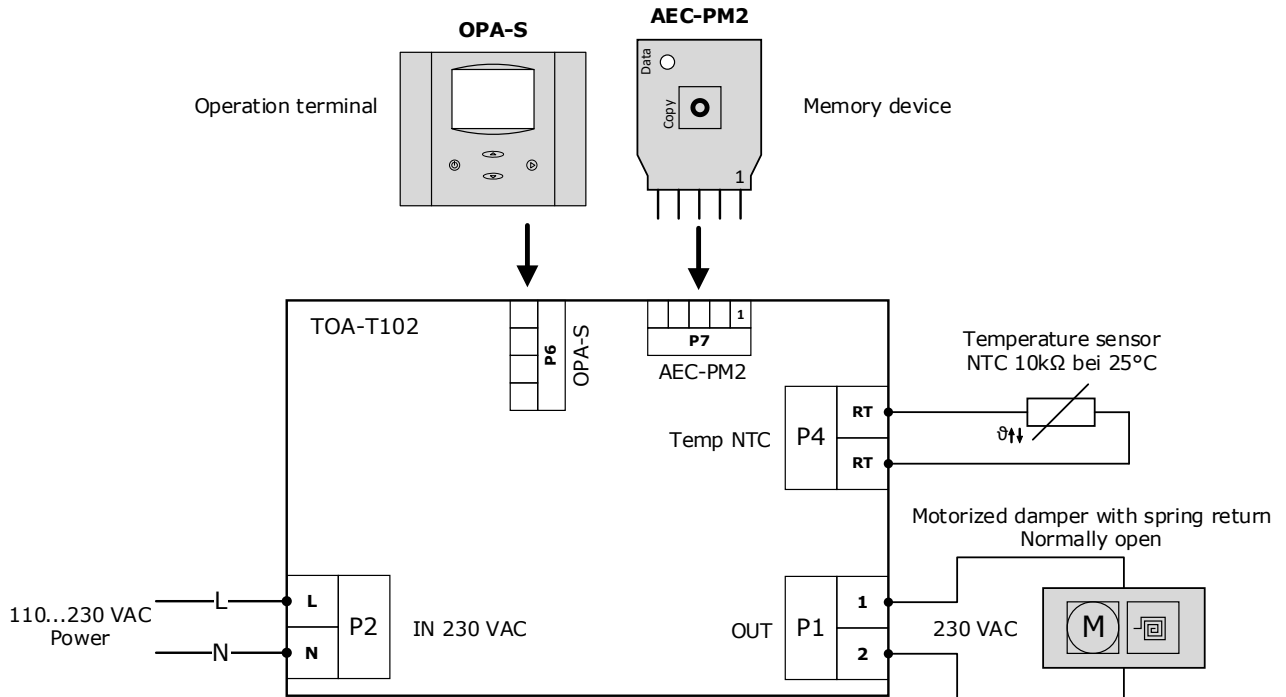 OPA-S
AEC-PM2
Operation terminal
Data
Copy
1
Memory device
TOA-T102
P6
OPA-S
1
P7
AEC-PM2
Temperature sensor
NTC 10kΩ bei 25°C
Temp NTC
P4
RT
RT
ϑ
Motorized damper with spring return
Normally open
110...230 VAC
Power
L
N
L
N
P2
IN 230 VAC
OUT
P1
1
2
230 VAC
M